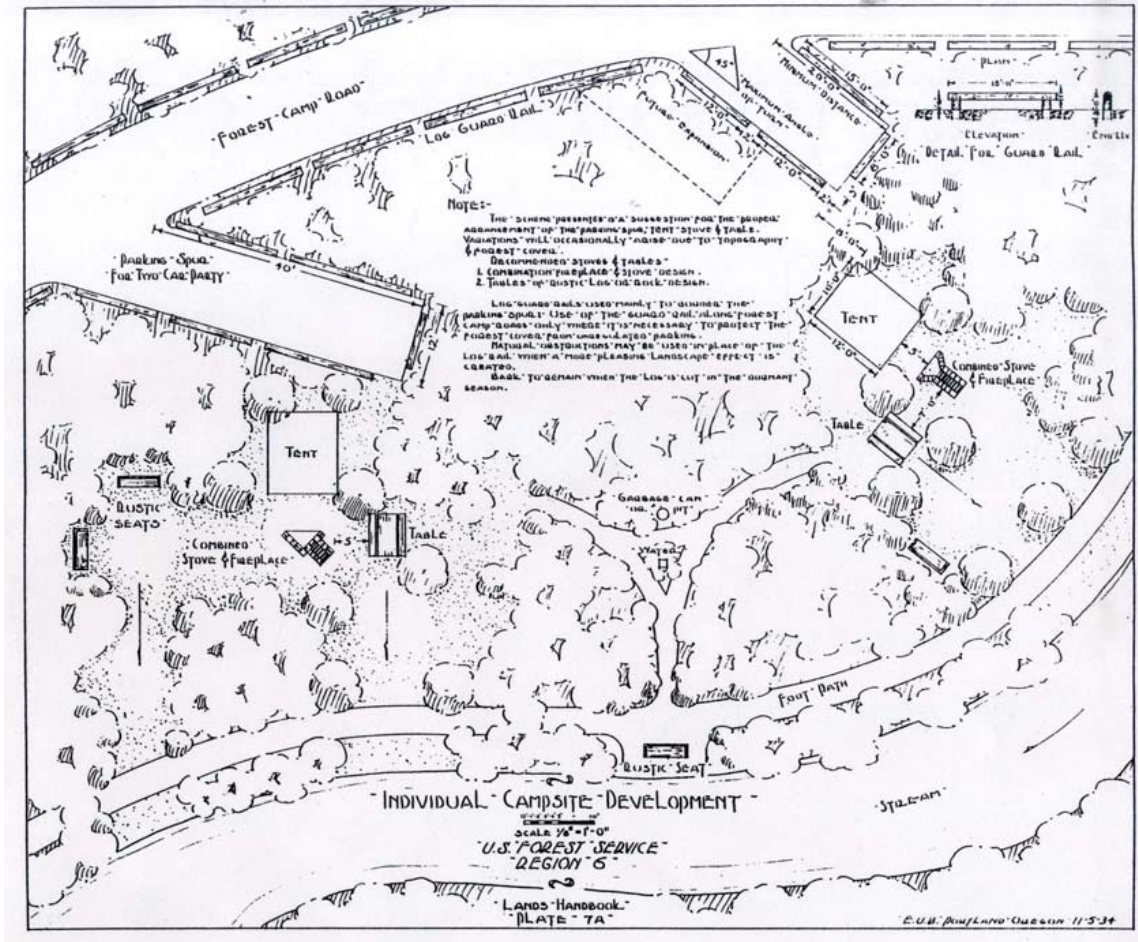 FOREST CAMP ROAD
LOG GUARD RAIL
FUTURE EXPANSION
45°
MAXIMUM ANGLE
OF TURN
15'-0"
20'-0"
MINIMUM DISTANCE
12'-0"
12'-0"
PLAN
15'-0"
ELEVATION
DETAIL FOR GUARD RAIL
PARKING SPUR
FOR TWO CAR PARTY
40'
12'
NOTE:-
THE SCHEME PRESENTED IS A SUGGESTION FOR THE PROPER
ARRANGEMENT OF THE PARKING SPUR, TENT STOVE & TABLE.
VARIATIONS WILL OCCASIONALLY ARISE DUE TO TOPOGRAPHY
& FOREST COVER.
RECOMMENDED STOVES & TABLES
1. COMBINATION FIREPLACE & STOVE DESIGN.
2. TABLES OF RUSTIC LOG OR ROCK DESIGN.
LOG GUARD RAILS USED MAINLY TO BORDER THE
PARKING SPURS. USE OF THE GUARD RAIL ALONG FOREST
CAMP ROADS ONLY WHERE IT IS NECESSARY TO PROTECT THE
FOREST COVER FROM UNREGULATED PARKING.
NATURAL OBSTRUCTIONS MAY BE USED IN PLACE OF THE
LOG RAIL WHEN A MORE PLEASING LANDSCAPE EFFECT IS
CREATED.
BARK TO REMAIN WHEN THE LOG IS CUT IN THE DORMANT
SEASON.
TENT
12'-0"
5'
COMBINED STOVE
& FIREPLACE
TABLE
TENT
RUSTIC
SEATS
COMBINED
STOVE & FIREPLACE
5'
TABLE
GARBAGE CAN
OR PIT
WATER
FOOT PATH
RUSTIC SEAT
STREAM
INDIVIDUAL CAMPSITE DEVELOPMENT
SCALE 1/8" = 1'-0"
U.S. FOREST SERVICE
REGION 6
LANDS HANDBOOK
PLATE 7A
E.U.B. PORTLAND OREGON 11-5-34